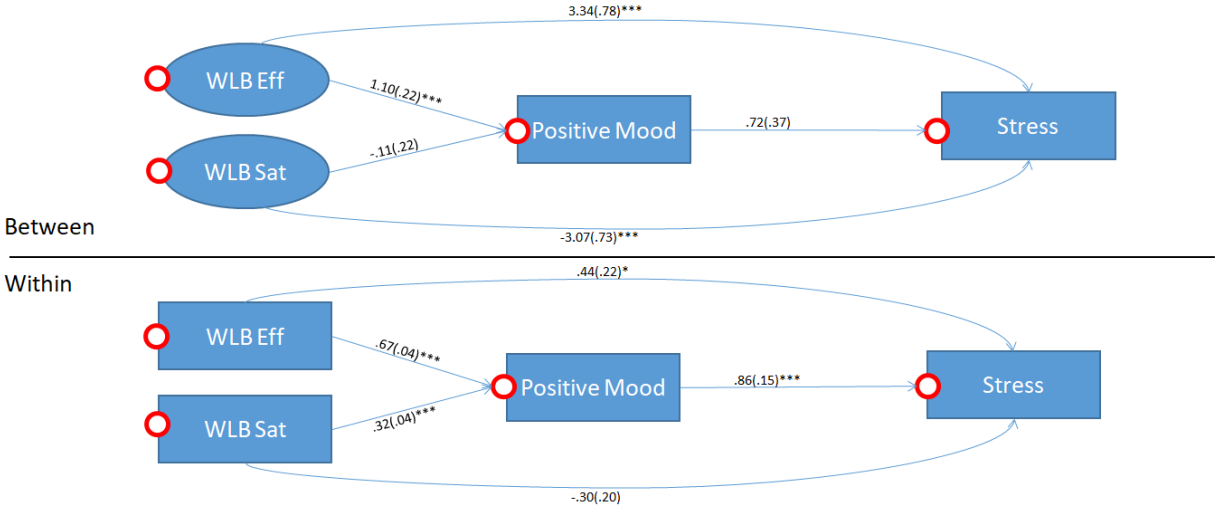 3.34(.78)***
WLB Eff
1.10(.22)***
Positive Mood
.72(.37)
Stress
-.11(.22)
WLB Sat
Between
-3.07(.73)***
Within
.44(.22)*
WLB Eff
.67(.04)***
Positive Mood
.86(.15)***
Stress
.32(.04)***
WLB Sat
-.30(.20)